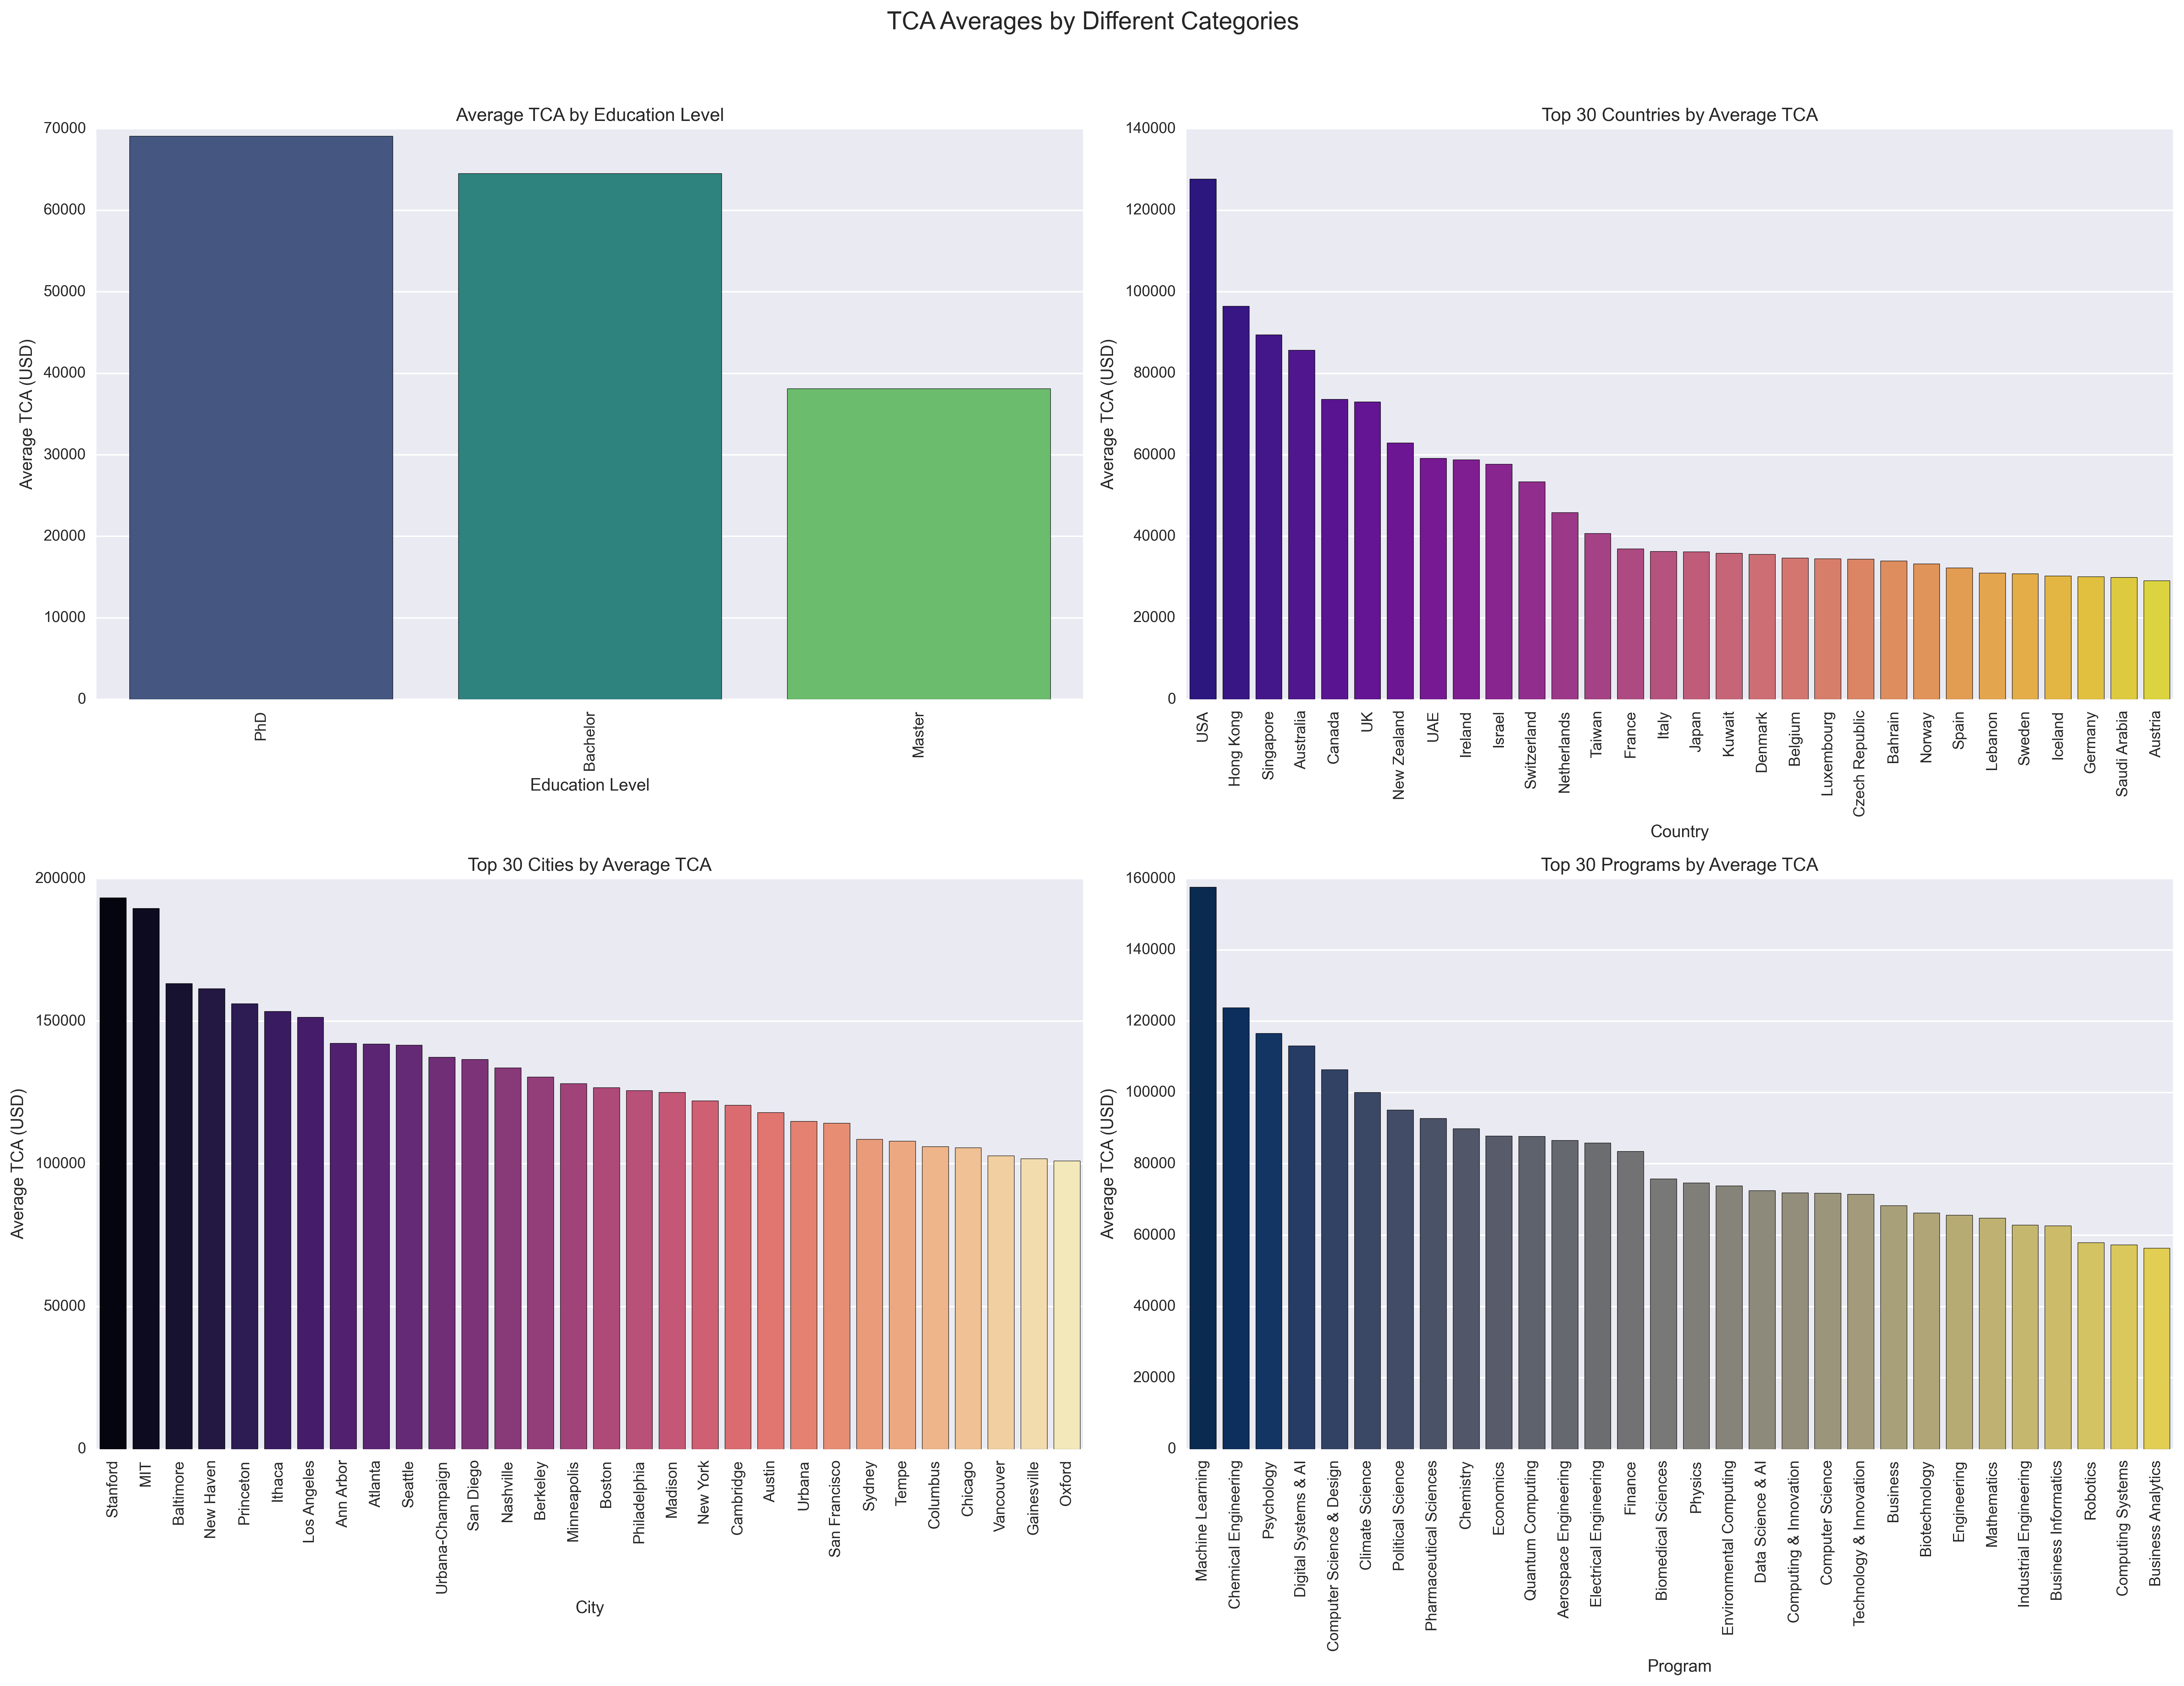 TCA Averages by Different Categories
Average TCA by Education Level
70000
60000
50000
40000
30000
20000
10000
0
Average TCA (USD)
PhD
Bachelor
Master
Education Level
Top 30 Countries by Average TCA
140000
120000
100000
80000
60000
40000
20000
0
Average TCA (USD)
USA
Hong Kong
Singapore
Australia
Canada
UK
New Zealand
UAE
Ireland
Israel
Switzerland
Netherlands
Taiwan
France
Italy
Japan
Kuwait
Denmark
Belgium
Luxembourg
Czech Republic
Bahrain
Norway
Spain
Lebanon
Sweden
Iceland
Germany
Saudi Arabia
Austria
Country
Top 30 Cities by Average TCA
200000
150000
100000
50000
0
Average TCA (USD)
Stanford
MIT
Baltimore
New Haven
Princeton
Ithaca
Los Angeles
Ann Arbor
Atlanta
Seattle
Urbana-Champaign
San Diego
Nashville
Berkeley
Minneapolis
Boston
Philadelphia
Madison
New York
Cambridge
Austin
Urbana
San Francisco
Sydney
Tempe
Columbus
Chicago
Vancouver
Gainesville
Oxford
City
Top 30 Programs by Average TCA
160000
140000
120000
100000
80000
60000
40000
20000
0
Average TCA (USD)
Machine Learning
Chemical Engineering
Psychology
Digital Systems & AI
Computer Science & Design
Climate Science
Political Science
Pharmaceutical Sciences
Chemistry
Economics
Quantum Computing
Aerospace Engineering
Electrical Engineering
Finance
Biomedical Sciences
Physics
Environmental Computing
Data Science & AI
Computing & Innovation
Computer Science
Technology & Innovation
Business
Biotechnology
Engineering
Mathematics
Industrial Engineering
Business Informatics
Robotics
Computing Systems
Business Analytics
Program